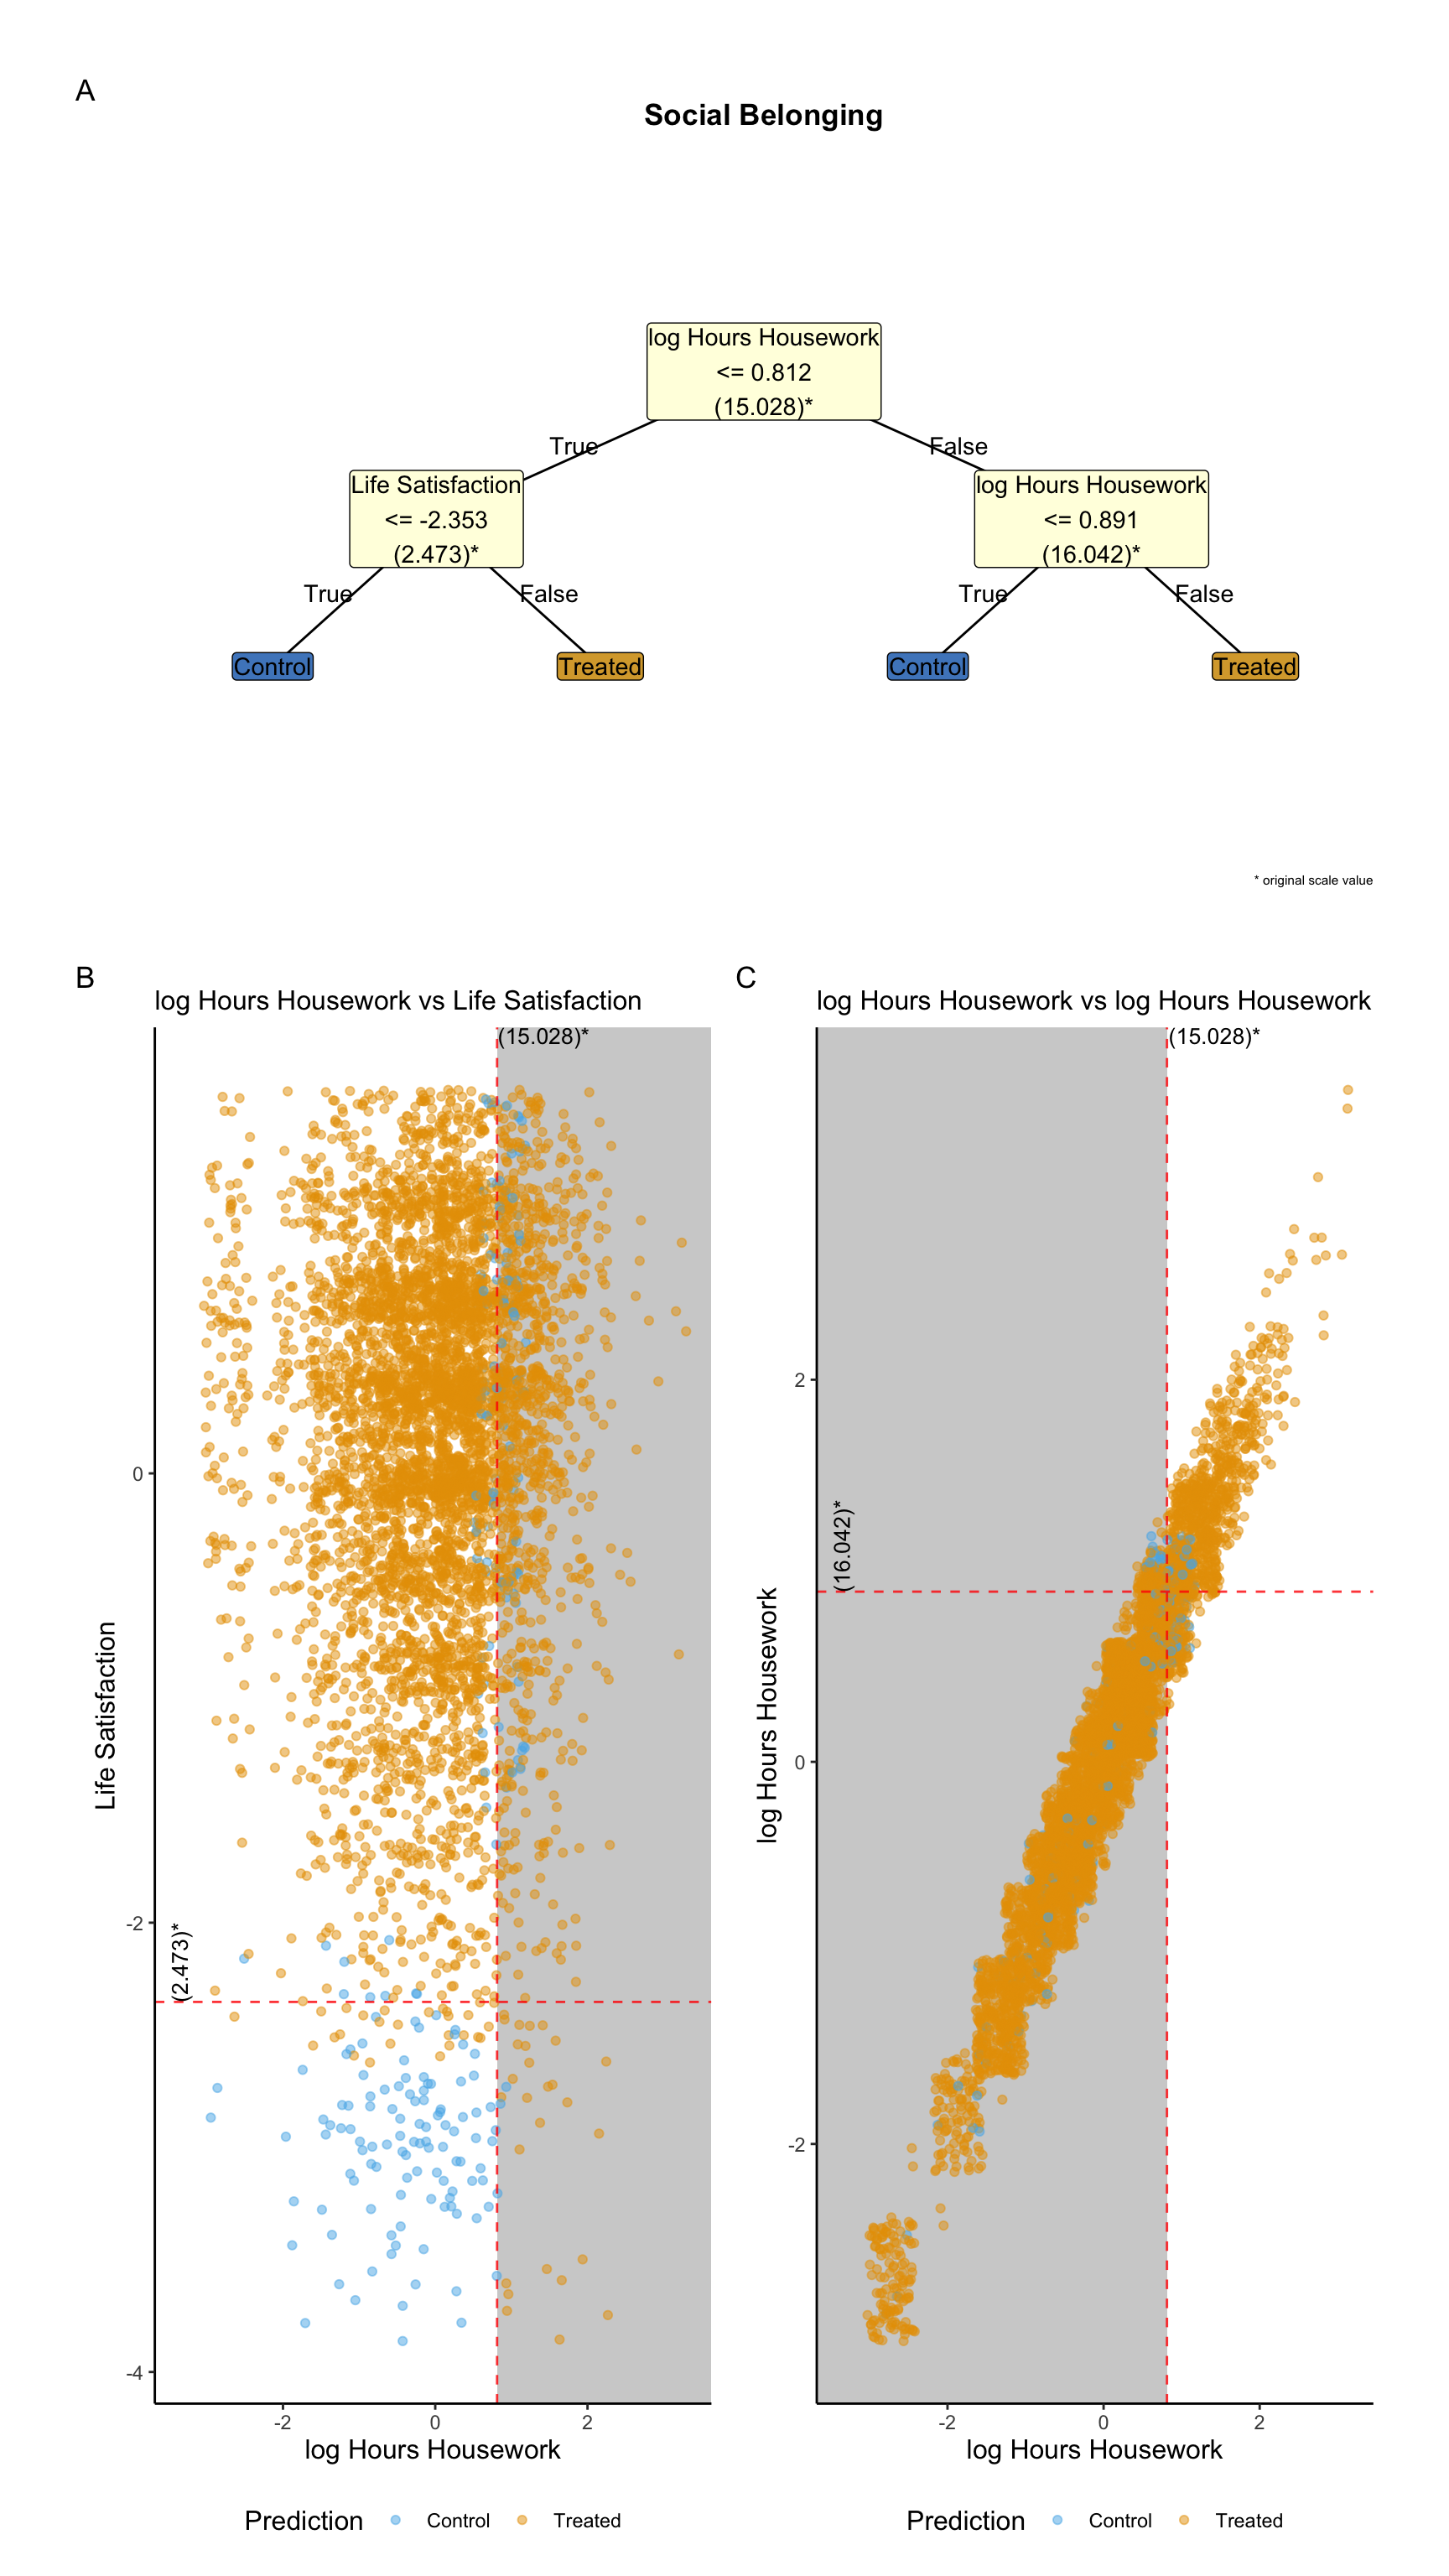 A
Social Belonging
log Hours Housework
<= 0.812
(15.028)*
True
False
Life Satisfaction
<= -2.353
(2.473)*
log Hours Housework
<= 0.891
(16.042)*
True
False
True
False
Control
Treated
Control
Treated
* original scale value
B
log Hours Housework vs Life Satisfaction
(15.028)*
(2.473)*
Life Satisfaction
0
-2
-4
-2
0
2
log Hours Housework
Prediction
Control
Treated
C
log Hours Housework vs log Hours Housework
(15.028)*
(16.042)*
log Hours Housework
2
0
-2
-2
0
2
log Hours Housework
Prediction
Control
Treated